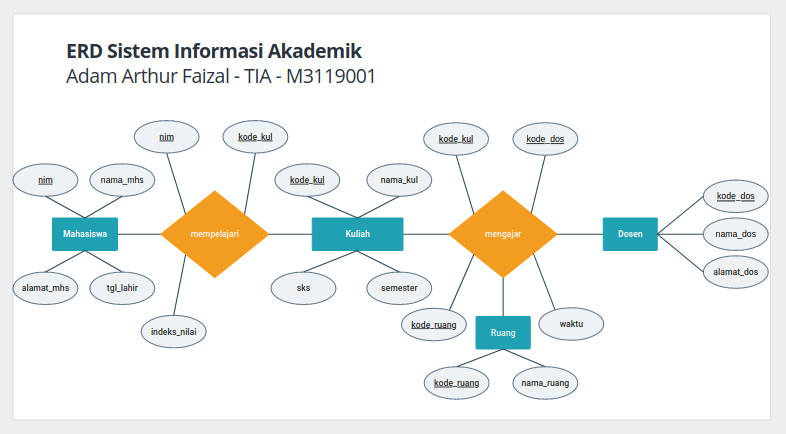 ERD Sistem Informasi Akademik
Adam Arthur Faizal - TIA - M3119001
nim
kode_kul
kode_kul
kode_dos
nim
nama_mhs
kode_kul
nama_kul
kode_dos
Mahasiswa
mempelajari
Kuliah
mengajar
Dosen
nama_dos
alamat_dos
alamat_mhs
tgl_lahir
sks
semester
indeks_nilai
kode_ruang
Ruang
waktu
kode_ruang
nama_ruang